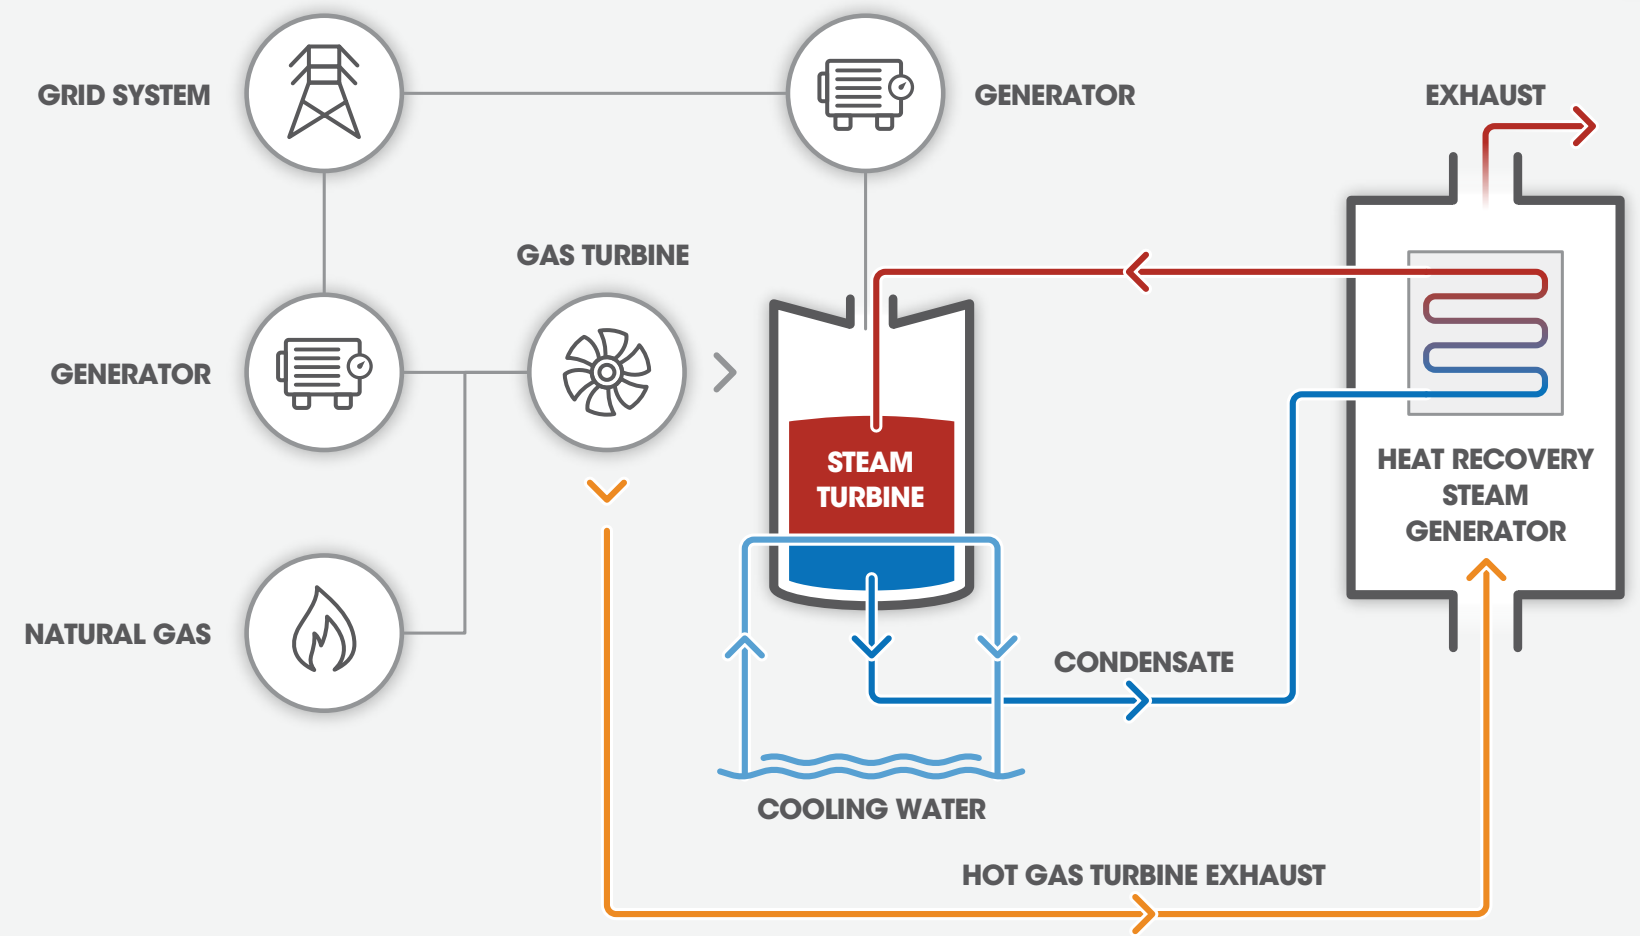 GRID SYSTEM
GENERATOR
EXHAUST
GAS TURBINE
GENERATOR
STEAM
TURBINE
HEAT RECOVERY
STEAM
GENERATOR
NATURAL GAS
CONDENSATE
COOLING WATER
HOT GAS TURBINE EXHAUST